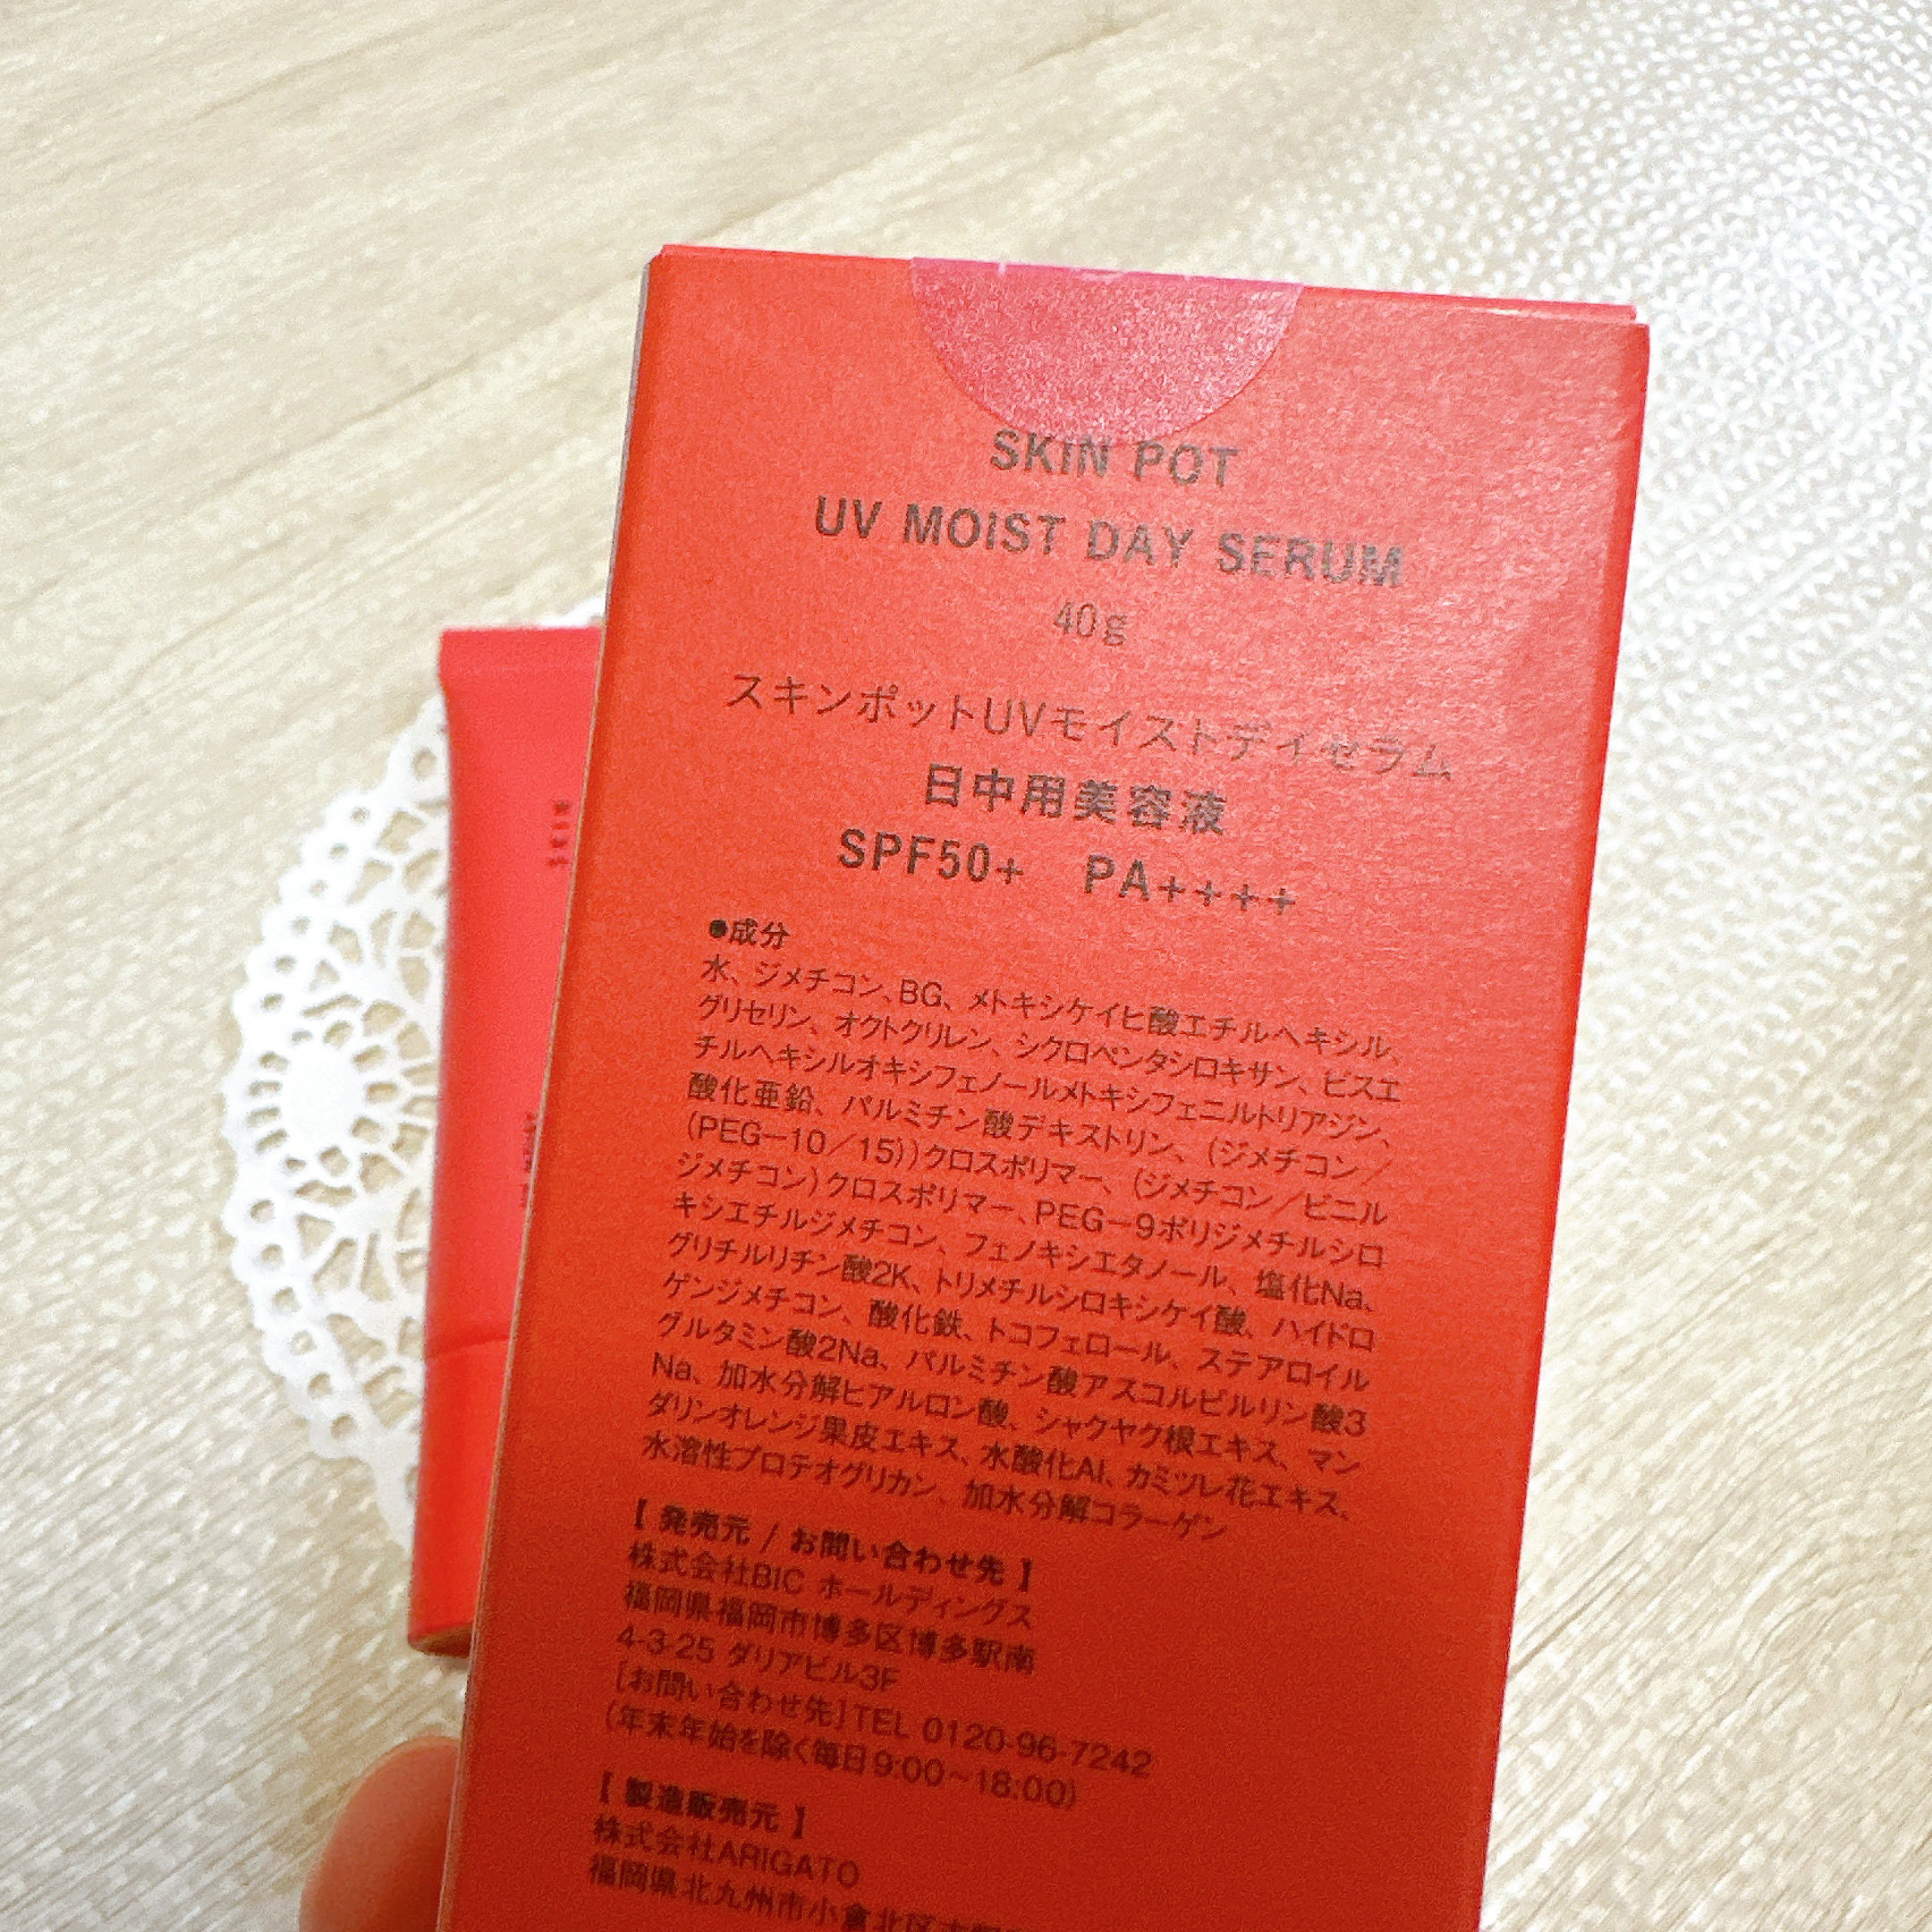 SKIN POT
UV MOIST DAY SERUM
40g
スキンポットUVモイストデイセラム
日中用美容液
SPF50+ PA++++
●成分
水、ジメチコン、BG、メトキシケイヒ酸エチルヘキシル、
グリセリン、オクトクリレン、シクロペンタシロキサン、ビスエ
チルヘキシルオキシフェノールメトキシフェニルトリアジン、
酸化亜鉛、パルミチン酸デキストリン、(ジメチコン/
(PEG-10/15))クロスポリマー、(ジメチコン/ビニル
ジメチコン)クロスポリマー、PEG-9ポリジメチルシロ
キシエチルジメチコン、フェノキシエタノール、塩化Na、
グリチルリチン酸2K、トリメチルシロキシケイ酸、ハイドロ
ゲンジメチコン、酸化鉄、トコフェロール、ステアロイル
グルタミン酸2Na、パルミチン酸アスコルビルリン酸3
Na、加水分解ヒアルロン酸、シャクヤク根エキス、マン
ダリンオレンジ果皮エキス、水酸化Al、カミツレ花エキス、
水溶性プロテオグリカン、加水分解コラーゲン
【 発売元 / お問い合わせ先 】
株式会社BIC ホールディングス
福岡県福岡市博多区博多駅南
4-3-25 ダリアビル3F
[お問い合わせ先]TEL 0120-96-7242
(年末年始を除く毎日9:00~18:00)
【 製造販売元 】
株式会社ARIGATO
福岡県北九州市小倉北区
SKIN